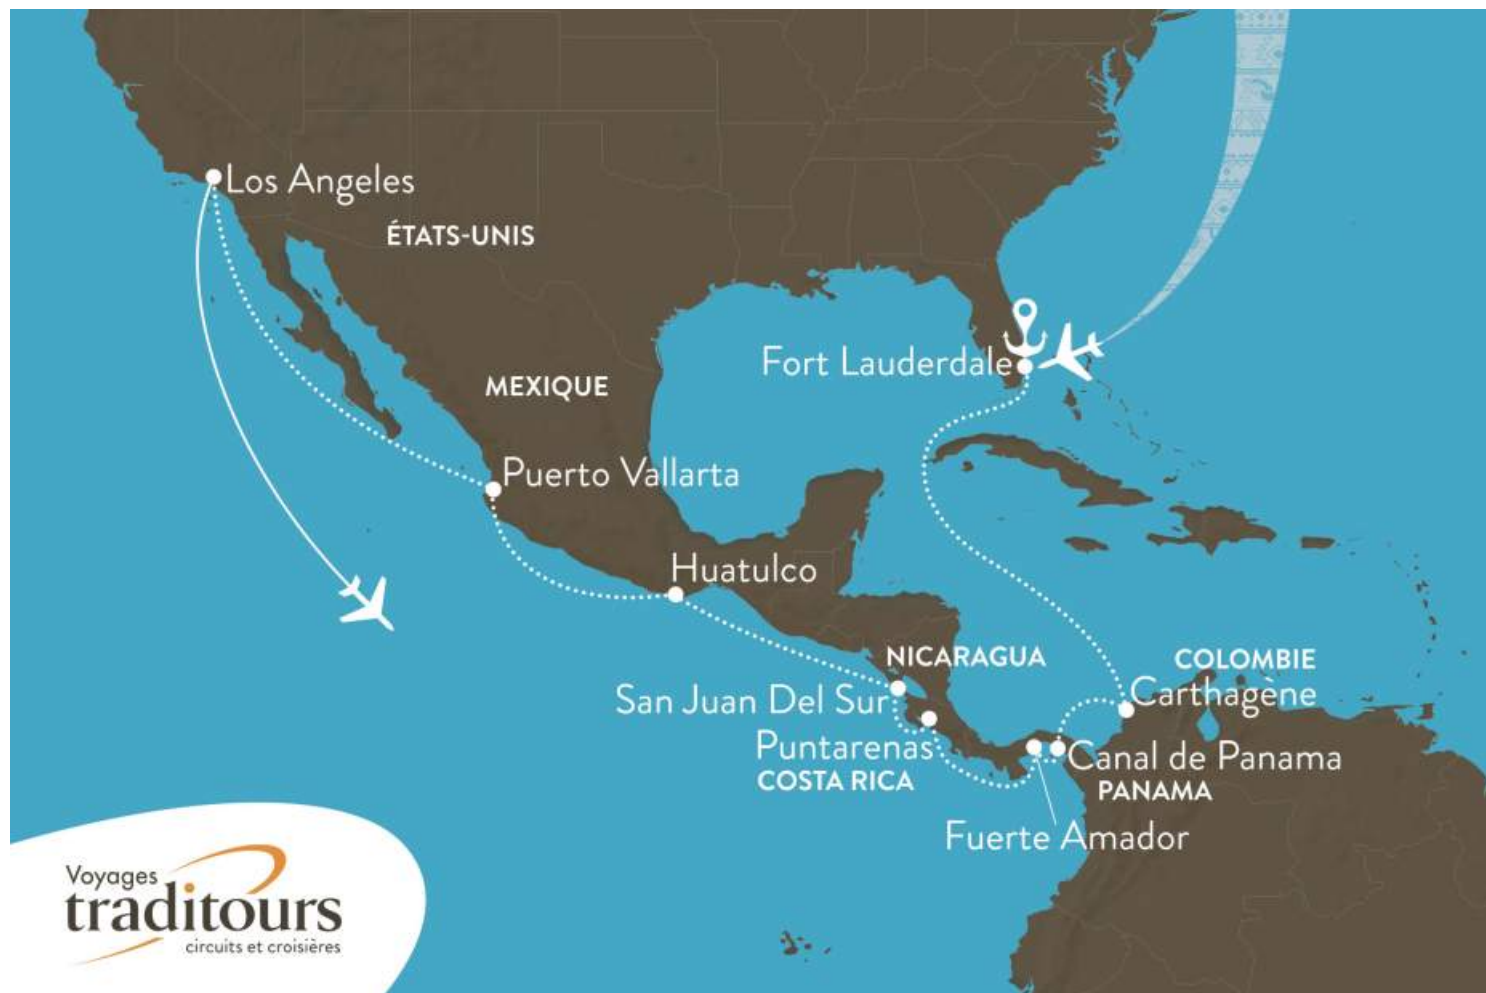 Los Angeles
ÉTATS-UNIS
Fort Lauderdale
MEXIQUE
Puerto Vallarta
Huatulco
NICARAGUA
COLOMBIE
San Juan Del Sur
Carthagène
Puntarenas
Canal de Panama
COSTA RICA
PANAMA
Fuerte Amador
Voyages
traditours
circuits et croisières